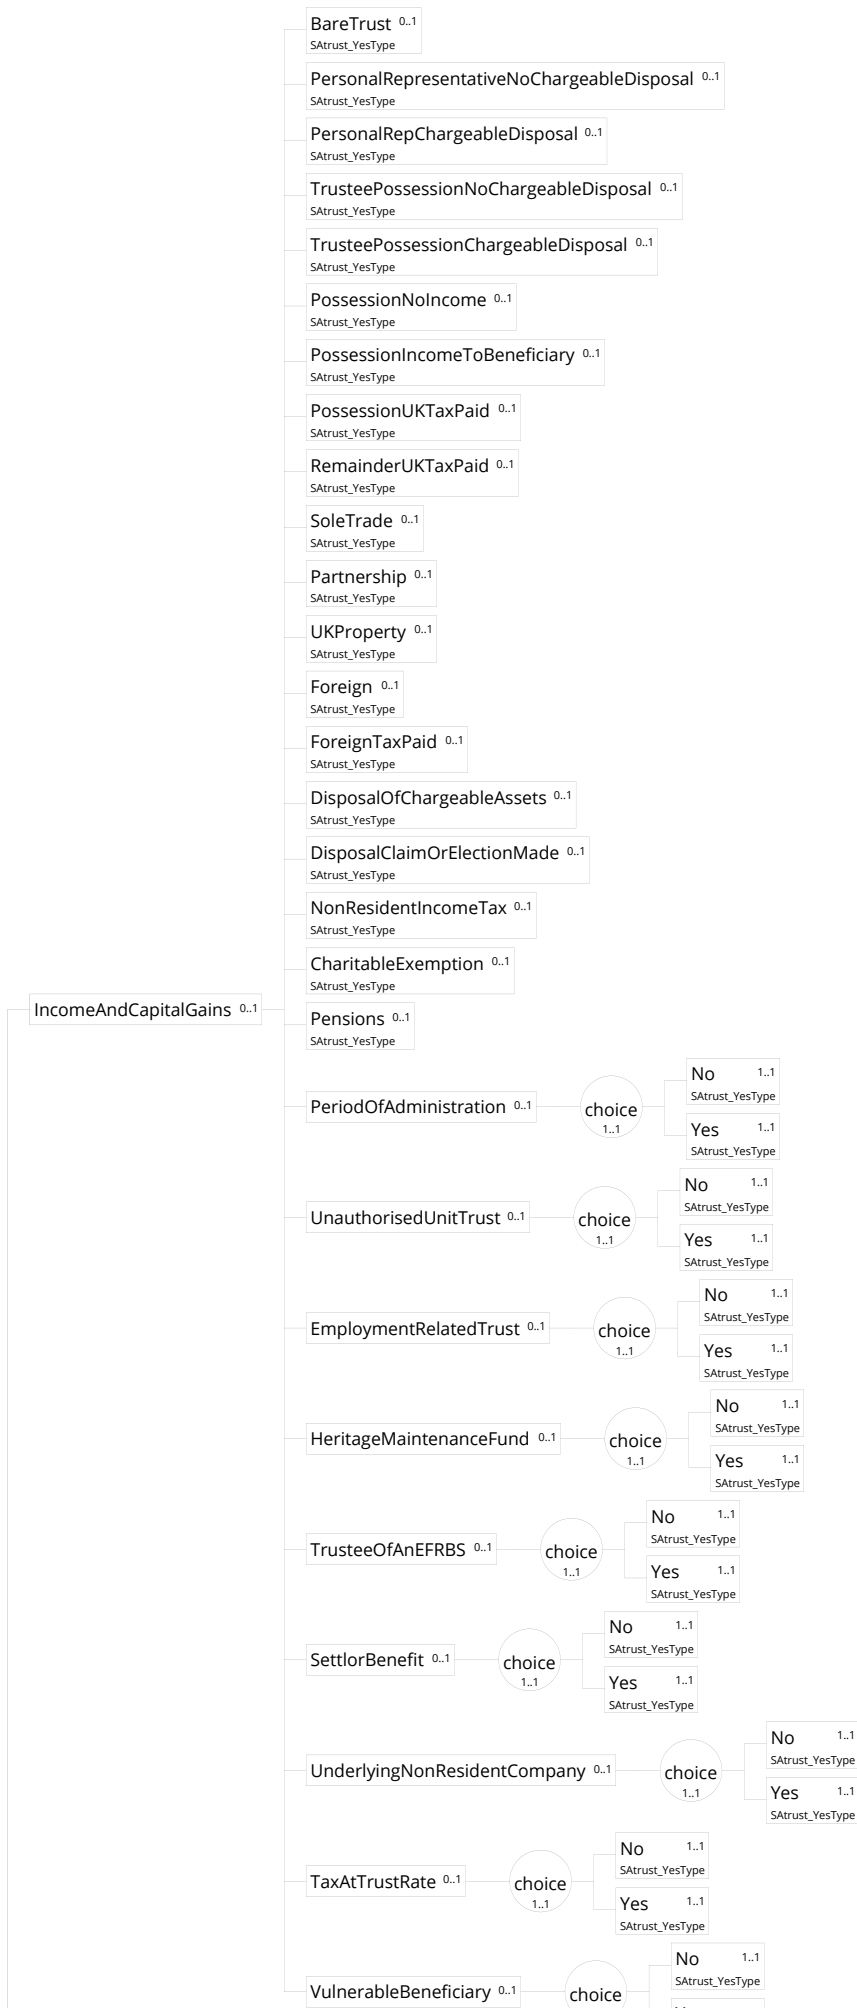 BareTrust 0..1
SAtrust_YesType
PersonalRepresentativeNoChargeableDisposal 0..1
SAtrust_YesType
PersonalRepChargeableDisposal 0..1
SAtrust_YesType
TrusteePossessionNoChargeableDisposal 0..1
SAtrust_YesType
TrusteePossessionChargeableDisposal 0..1
SAtrust_YesType
PossessionNoIncome 0..1
SAtrust_YesType
PossessionIncomeToBeneficiary 0..1
SAtrust_YesType
PossessionUKTaxPaid 0..1
SAtrust_YesType
RemainderUKTaxPaid 0..1
SAtrust_YesType
SoleTrade 0..1
SAtrust_YesType
Partnership 0..1
SAtrust_YesType
UKProperty 0..1
SAtrust_YesType
Foreign 0..1
SAtrust_YesType
ForeignTaxPaid 0..1
SAtrust_YesType
DisposalOfChargeableAssets 0..1
SAtrust_YesType
DisposalClaimOrElectionMade 0..1
SAtrust_YesType
NonResidentIncomeTax 0..1
SAtrust_YesType
CharitableExemption 0..1
SAtrust_YesType
IncomeAndCapitalGains 0..1
Pensions 0..1
SAtrust_YesType
No 1..1
SAtrust_YesType
PeriodOfAdministration 0..1
choice
1..1
Yes 1..1
SAtrust_YesType
No 1..1
SAtrust_YesType
UnauthorisedUnitTrust 0..1
choice
1..1
Yes 1..1
SAtrust_YesType
No 1..1
SAtrust_YesType
EmploymentRelatedTrust 0..1
choice
1..1
Yes 1..1
SAtrust_YesType
No 1..1
SAtrust_YesType
HeritageMaintenanceFund 0..1
choice
1..1
Yes 1..1
SAtrust_YesType
No 1..1
SAtrust_YesType
TrusteeOfAnEFRBS 0..1
choice
1..1
Yes 1..1
SAtrust_YesType
No 1..1
SAtrust_YesType
SettlorBenefit 0..1
choice
1..1
Yes 1..1
SAtrust_YesType
No 1..1
SAtrust_YesType
UnderlyingNonResidentCompany 0..1
choice
1..1
Yes 1..1
SAtrust_YesType
No 1..1
SAtrust_YesType
TaxAtTrustRate 0..1
choice
1..1
Yes 1..1
SAtrust_YesType
No 1..1
SAtrust_YesType
VulnerableBeneficiary 0..1
choice